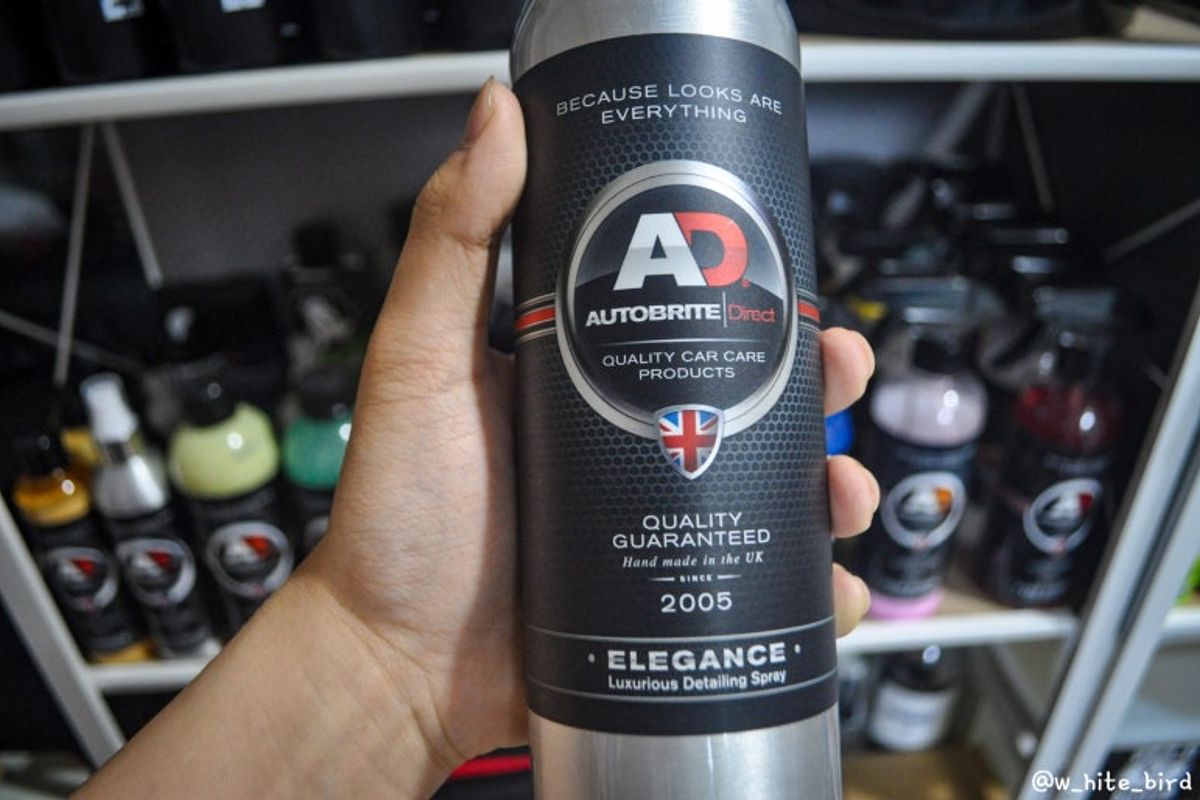 BECAUSE LOOKS ARE
EVERYTHING
AD
AUTOBRITE|Direct
QUALITY CAR CARE
PRODUCTS
QUALITY
GUARANTEED
Hand made in the UK
SINCE
2005
• ELEGANCE •
Luxurious Detailing Spray
@w_hite_bird